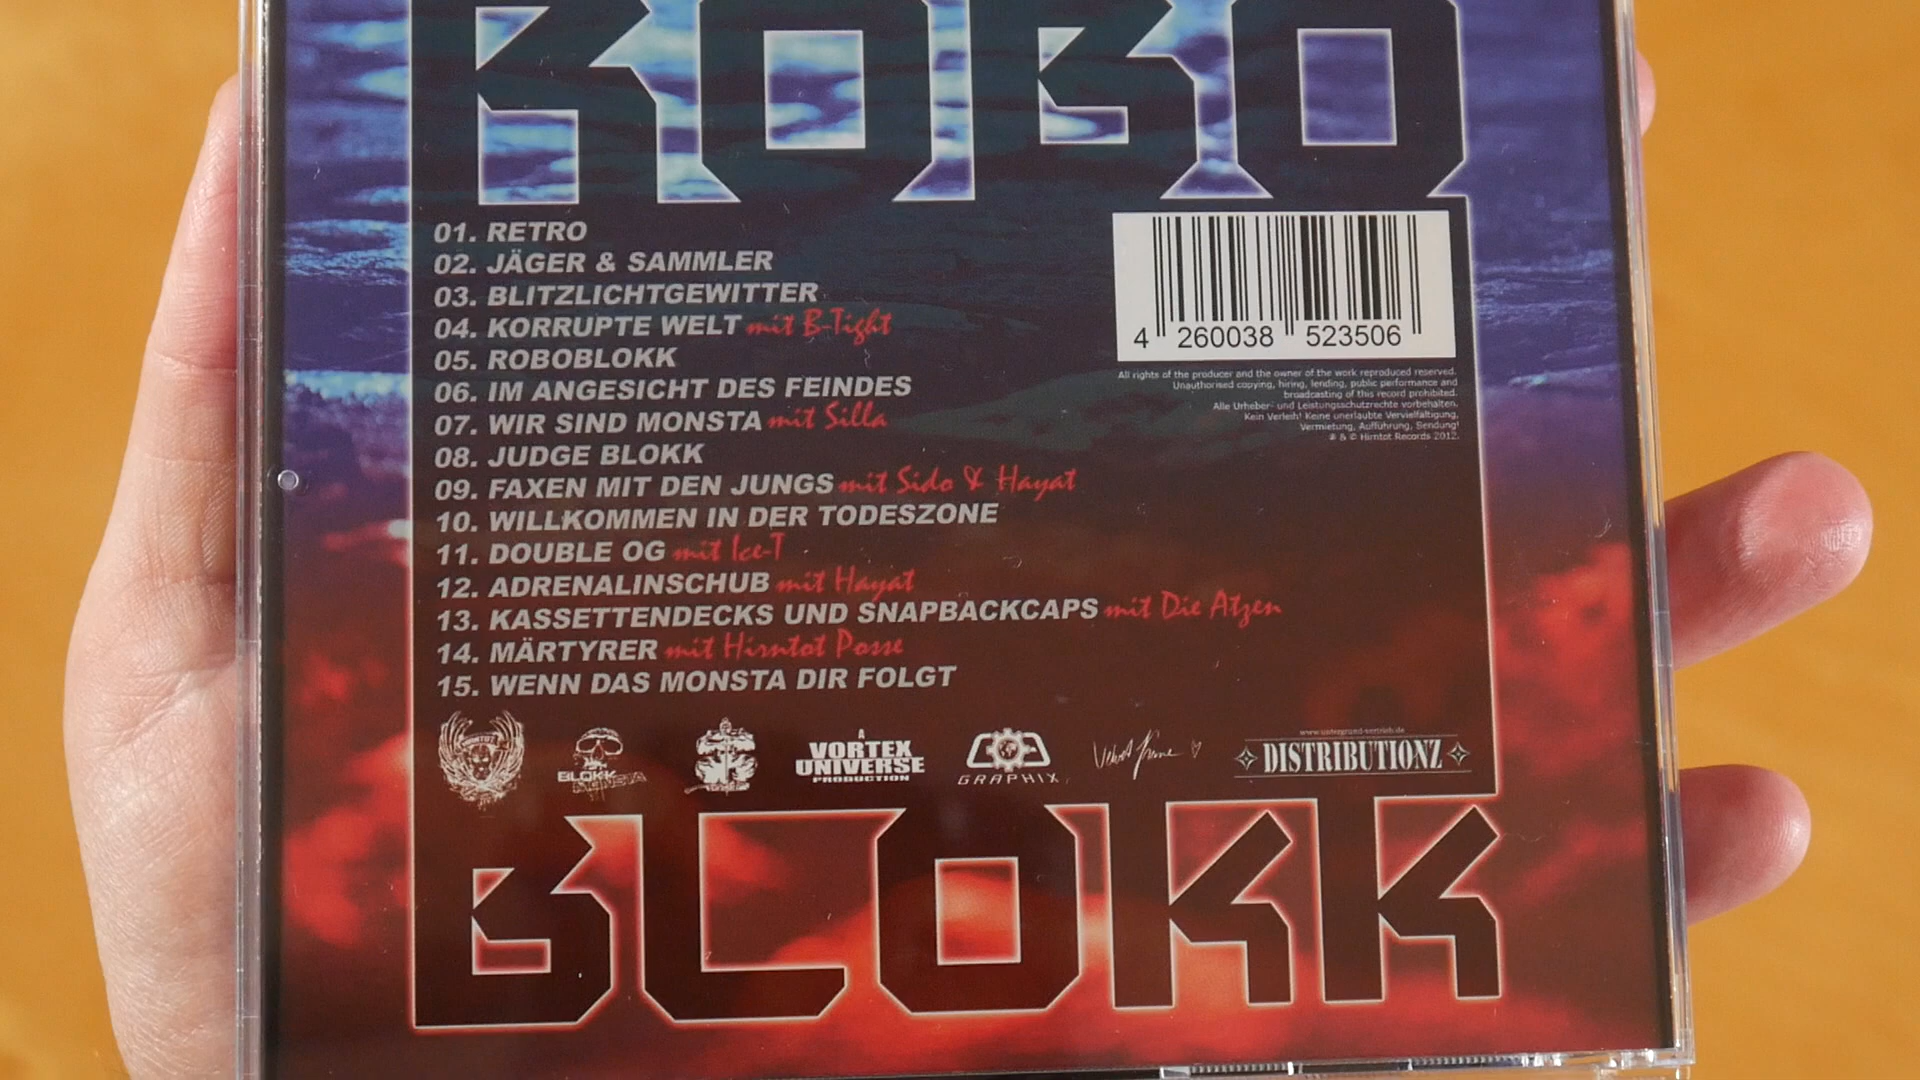 ROBO
01. RETRO
02. JÄGER & SAMMLER
03. BLITZLICHTGEWITTER
04. KORRUPTE WELT mit B-Tight
05. ROBOBLOKK
06. IM ANGESICHT DES FEINDES
07. WIR SIND MONSTA mit Silla
08. JUDGE BLOKK
09. FAXEN MIT DEN JUNGS mit Sido & Hayat
10. WILLKOMMEN IN DER TODESZONE
11. DOUBLE OG mit Ice-T
12. ADRENALINSCHUB mit Hayat
13. KASSETTENDECKS UND SNAPBACKCAPS mit Die Atzen
14. MÄRTYRER mit Hirntot Posse
15. WENN DAS MONSTA DIR FOLGT
4 260038 523506
All rights of the producer and the owner of the work reproduced reserved.
Unauthorised copying, hiring, lending, public performance and
broadcasting of this record prohibited.
Alle Urheber- und Leistungsschutzrechte vorbehalten.
Kein Verleih! Keine unerlaubte Vervielfältigung,
Vermietung, Aufführung, Sendung!
℗ & © Hirntot Records 2012.
HIRNTOT
BLOKK
MONSTA
A
VORTEX
UNIVERSE
PRODUCTION
GRAPHIX
www.untergrund-vertrieb.de
DISTRIBUTIONZ
BLOKK